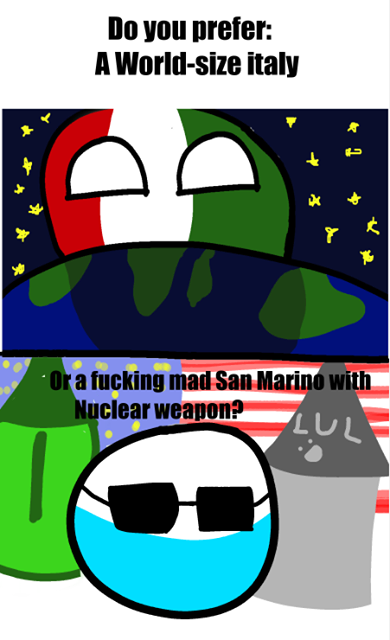 Do you prefer:
A World-size italy
Or a fucking mad San Marino with
Nuclear weapon?
LUL